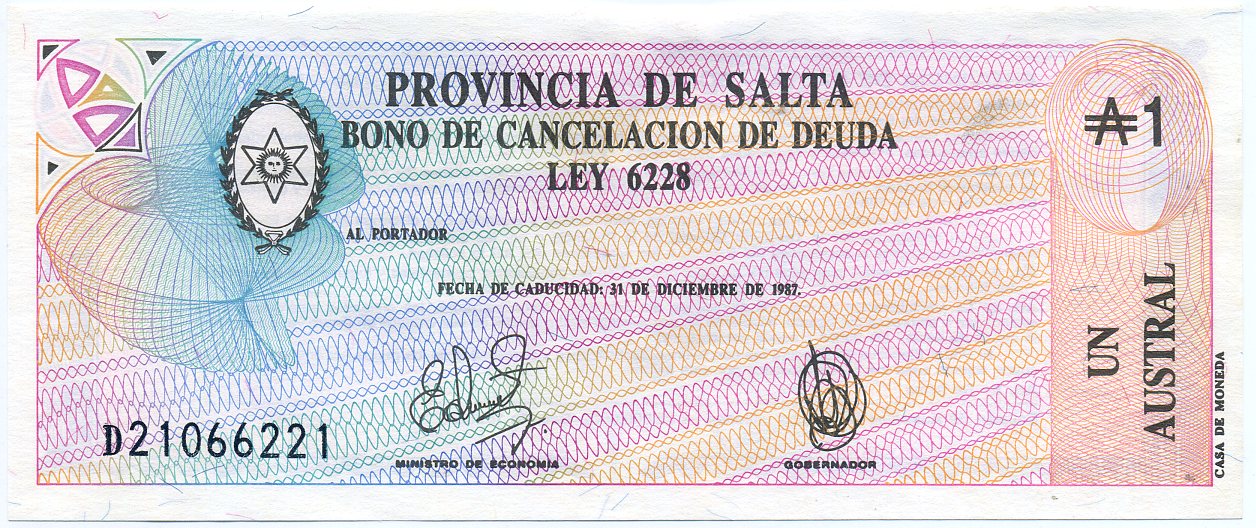 PROVINCIA DE SALTA
BONO DE CANCELACION DE DEUDA
LEY 6228
₳1
AL PORTADOR
FECHA DE CADUCIDAD: 31 DE DICIEMBRE DE 1987.
D21066221
MINISTRO DE ECONOMIA
GOBERNADOR
UN
AUSTRAL
CASA DE MONEDA